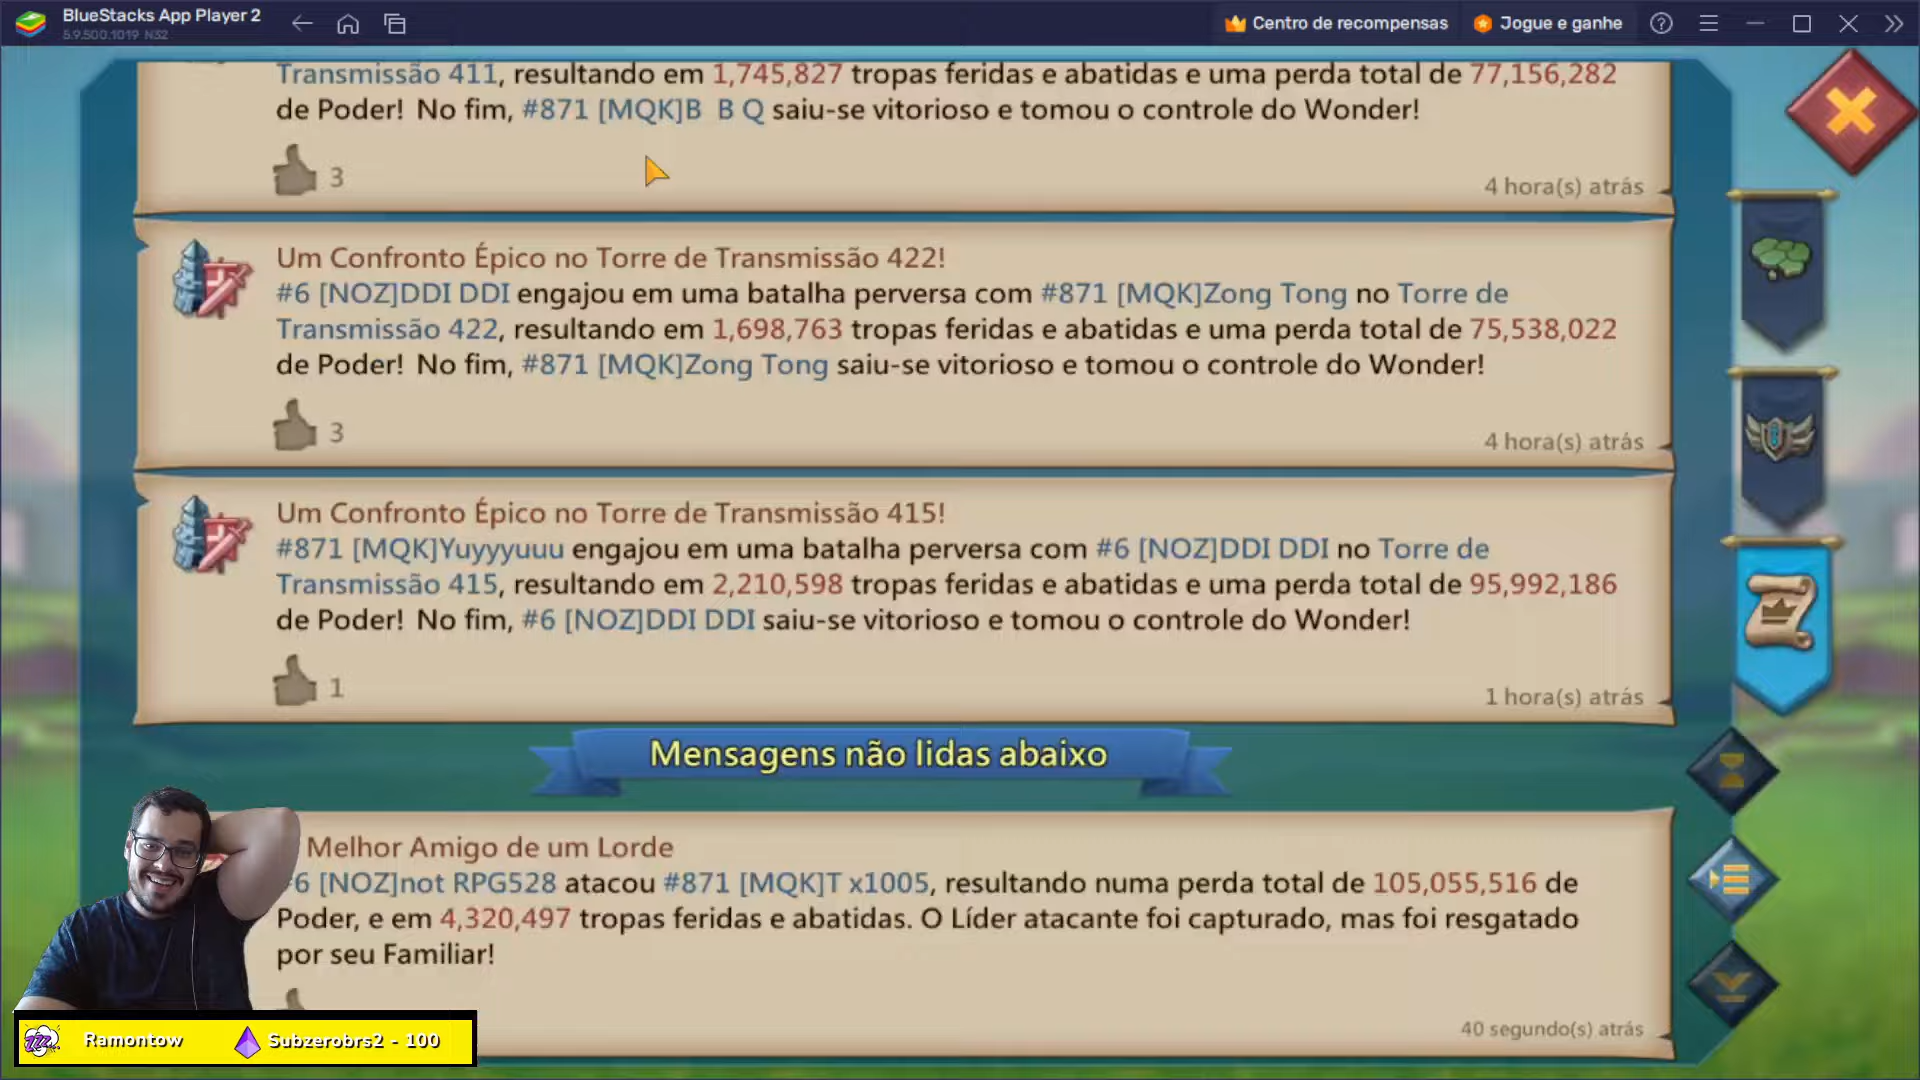 BlueStacks App Player 2
5.9.500.1019 N32
Centro de recompensas
Jogue e ganhe
Transmissão 411, resultando em 1,745,827 tropas feridas e abatidas e uma perda total de 77,156,282
de Poder! No fim, #871 [MQK]B B Q saiu-se vitorioso e tomou o controle do Wonder!
3
4 hora(s) atrás
Um Confronto Épico no Torre de Transmissão 422!
#6 [NOZ]DDI DDI engajou em uma batalha perversa com #871 [MQK]Zong Tong no Torre de
Transmissão 422, resultando em 1,698,763 tropas feridas e abatidas e uma perda total de 75,538,022
de Poder! No fim, #871 [MQK]Zong Tong saiu-se vitorioso e tomou o controle do Wonder!
3
4 hora(s) atrás
Um Confronto Épico no Torre de Transmissão 415!
#871 [MQK]Yuyyyuuu engajou em uma batalha perversa com #6 [NOZ]DDI DDI no Torre de
Transmissão 415, resultando em 2,210,598 tropas feridas e abatidas e uma perda total de 95,992,186
de Poder! No fim, #6 [NOZ]DDI DDI saiu-se vitorioso e tomou o controle do Wonder!
1
1 hora(s) atrás
Mensagens não lidas abaixo
Melhor Amigo de um Lorde
#6 [NOZ]not RPG528 atacou #871 [MQK]T x1005, resultando numa perda total de 105,055,516 de
Poder, e em 4,320,497 tropas feridas e abatidas. O Líder atacante foi capturado, mas foi resgatado
por seu Familiar!
40 segundo(s) atrás
Ramontow
Subzerobrs2 - 100